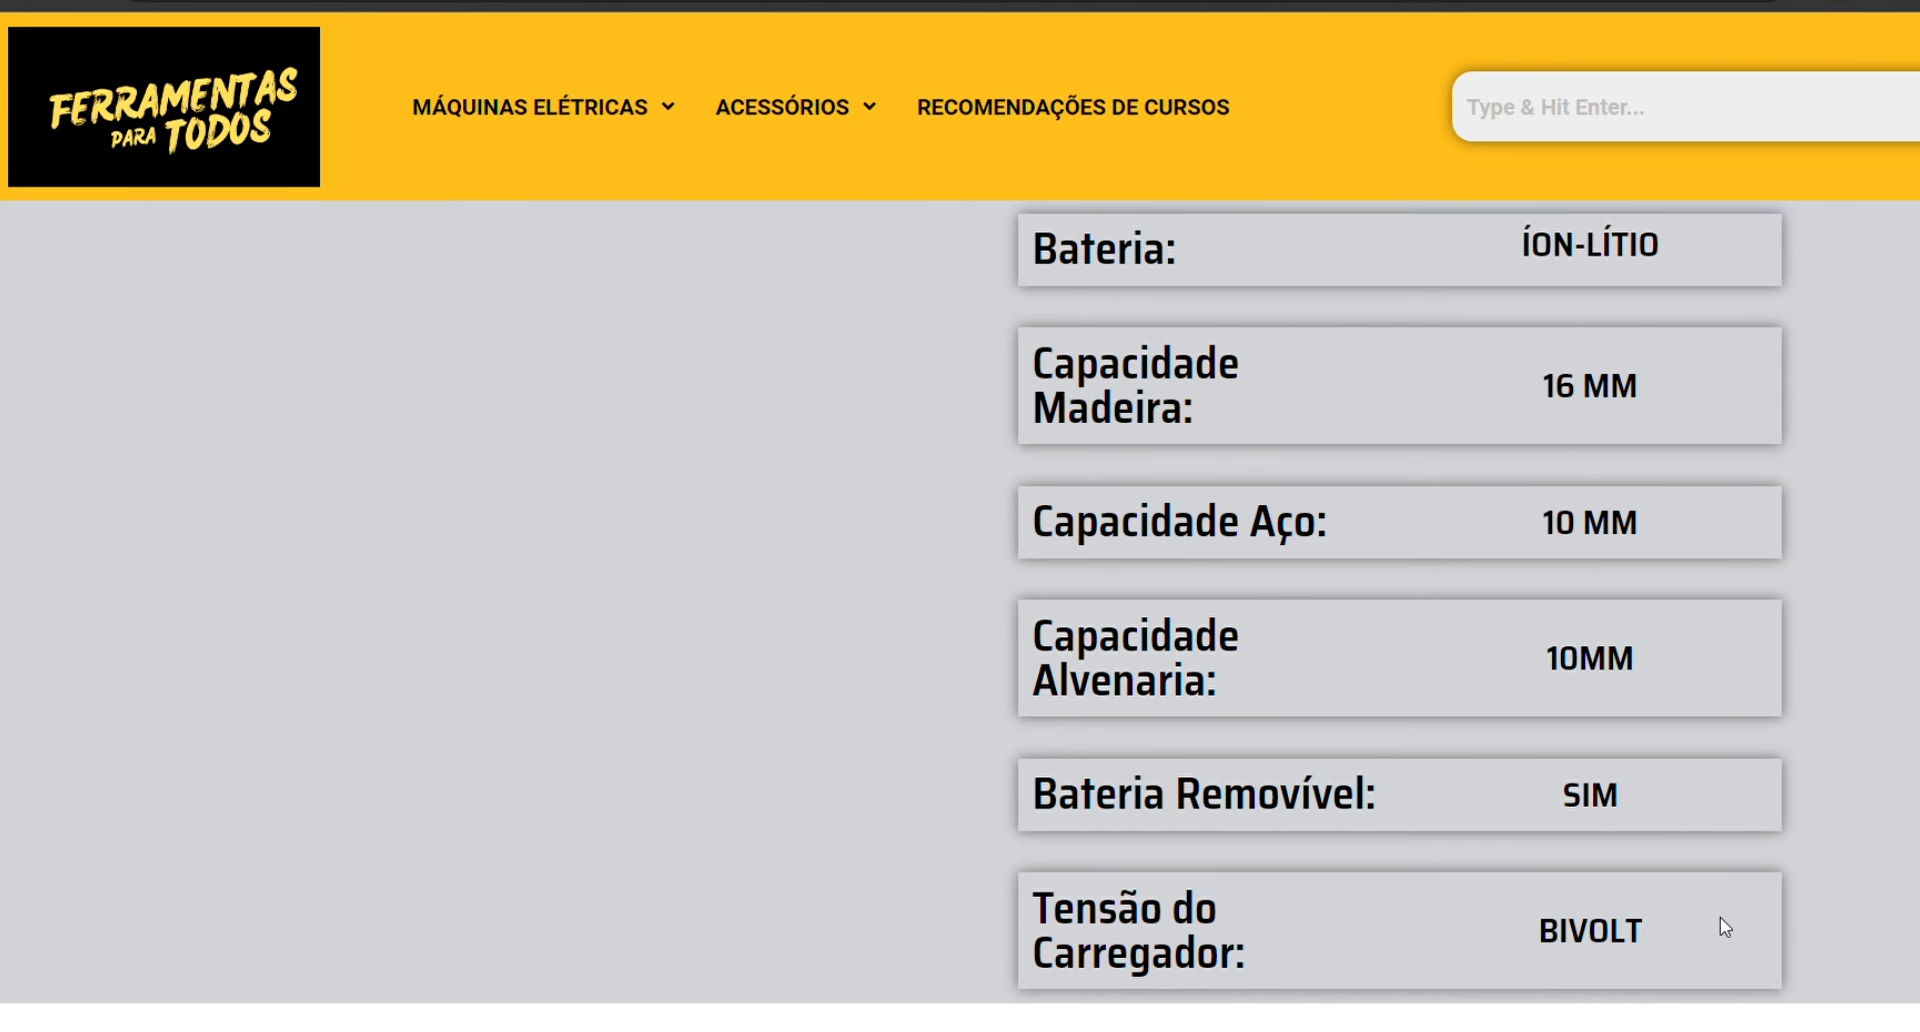 FERRAMENTAS
PARA TODOS
MÁQUINAS ELÉTRICAS
ACESSÓRIOS
RECOMENDAÇÕES DE CURSOS
Type & Hit Enter...
Bateria:
ÍON-LÍTIO
Capacidade
Madeira:
16 MM
Capacidade Aço:
10 MM
Capacidade
Alvenaria:
10MM
Bateria Removível:
SIM
Tensão do
Carregador:
BIVOLT